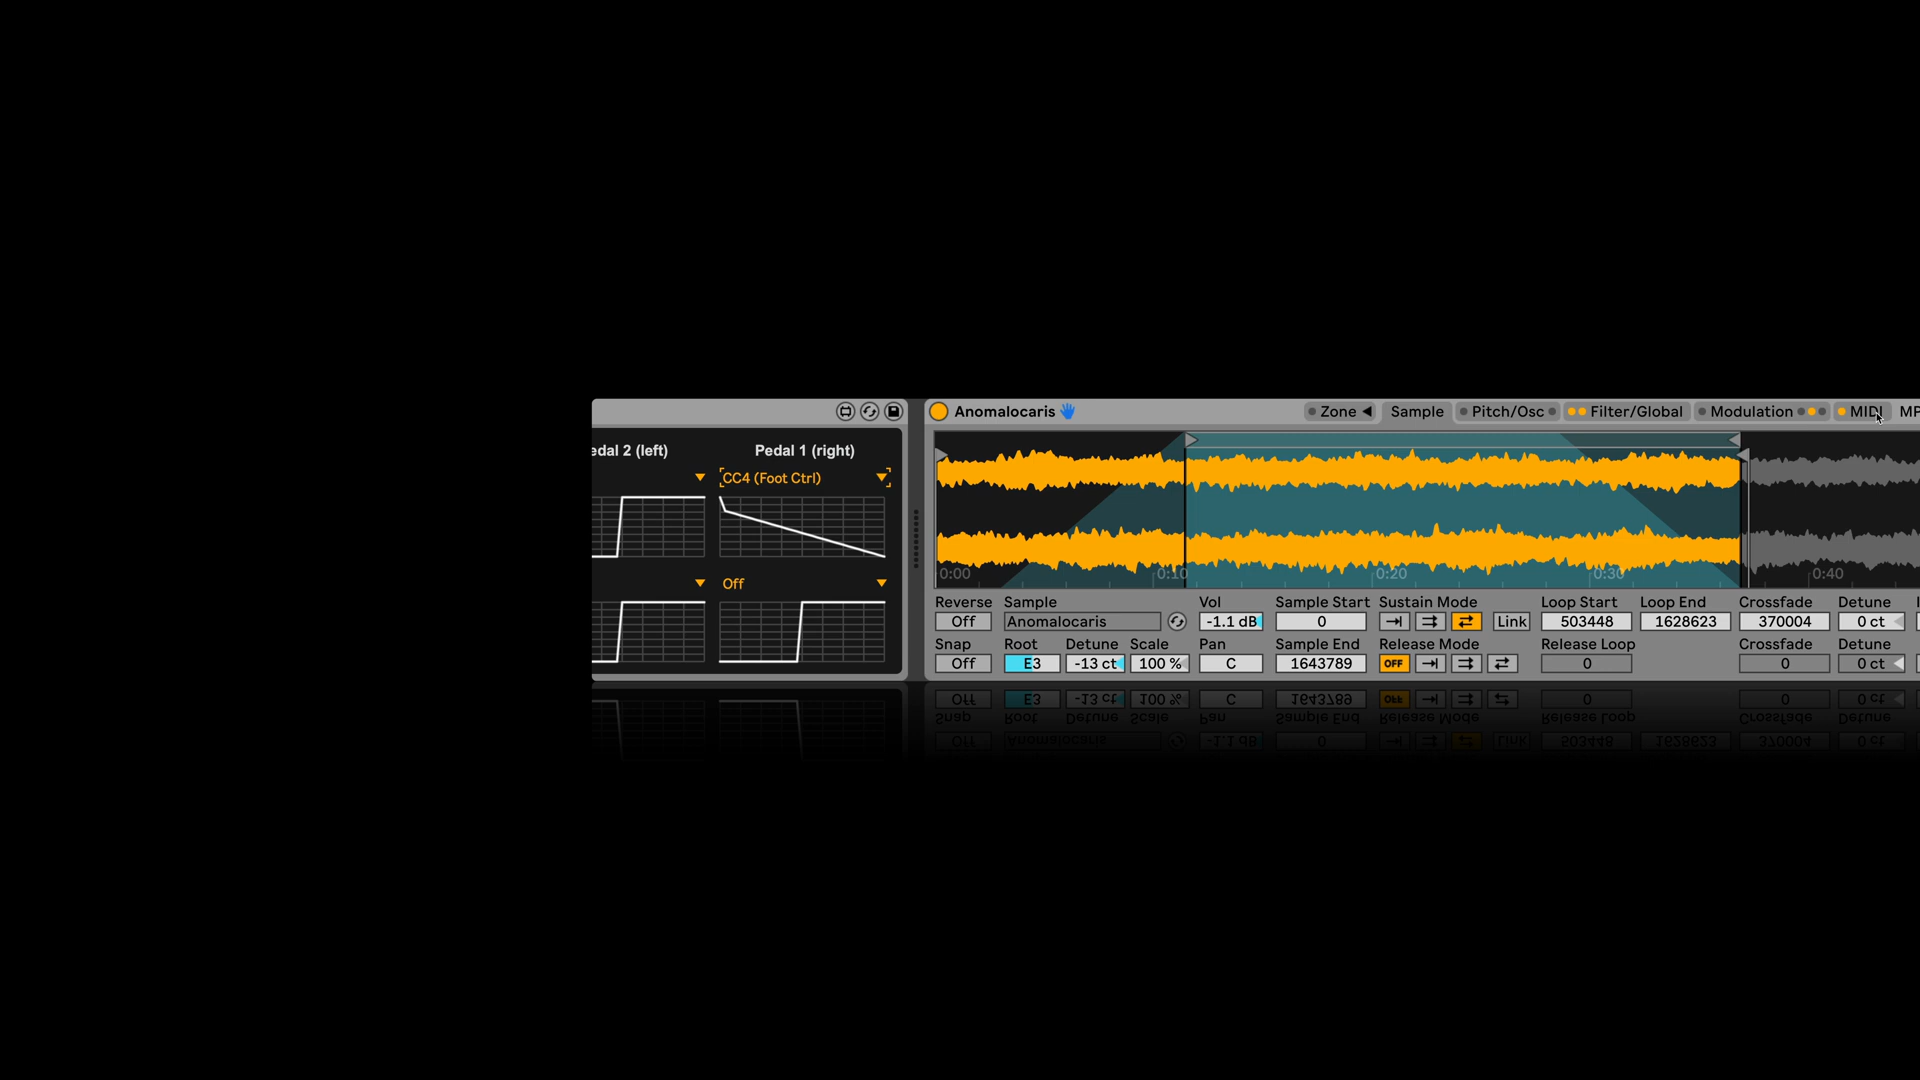 edal 2 (left) Pedal 1 (right)
CC4 (Foot Ctrl)
Off
Anomalocaris Zone Sample Pitch/Osc Filter/Global Modulation MIDI MP
0:00 0:10 0:20 0:30 0:40
Reverse Sample Vol Sample Start Sustain Mode Loop Start Loop End Crossfade Detune
Off Anomalocaris -1.1 dB 0 Link 503448 1628623 370004 0 ct
Snap Root Detune Scale Pan Sample End Release Mode Release Loop Crossfade Detune
Off E3 -13 ct 100 % C 1643789 OFF 0 0 0 ct